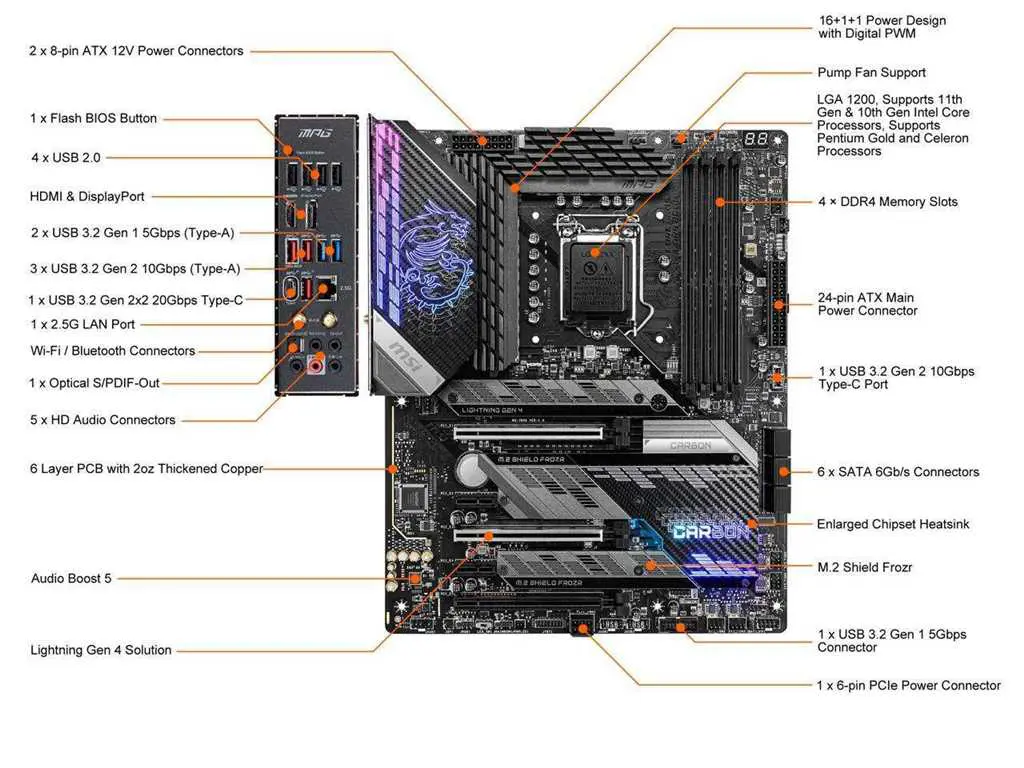 16+1+1 Power Design
with Digital PWM
2 x 8-pin ATX 12V Power Connectors
Pump Fan Support
LGA 1200, Supports 11th
Gen & 10th Gen Intel Core
Processors, Supports
Pentium Gold and Celeron
Processors
1 x Flash BIOS Button
MPG
Flash BIOS Button
88
4 x USB 2.0
MPG
HDMI & DisplayPort
4 × DDR4 Memory Slots
2 x USB 3.2 Gen 1 5Gbps (Type-A)
3 x USB 3.2 Gen 2 10Gbps (Type-A)
2.5G
1 x USB 3.2 Gen 2x2 20Gbps Type-C
24-pin ATX Main
Power Connector
1 x 2.5G LAN Port
Wi-Fi / Bluetooth Connectors
msi
1 x USB 3.2 Gen 2 10Gbps
Type-C Port
1 x Optical S/PDIF-Out
LIGHTNING GEN 4
5 x HD Audio Connectors
CARBON
M.2 SHIELD FROZR
6 Layer PCB with 2oz Thickened Copper
6 x SATA 6Gb/s Connectors
Enlarged Chipset Heatsink
CARBON
M.2 Shield Frozr
Audio Boost 5
M.2 SHIELD FROZR
1 x USB 3.2 Gen 1 5Gbps
Connector
Lightning Gen 4 Solution
1 x 6-pin PCIe Power Connector